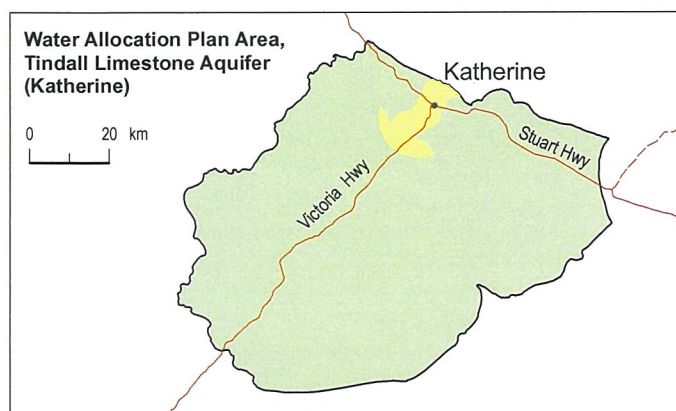 Water Allocation Plan Area,
Tindall Limestone Aquifer
(Katherine)
0 20 km
Katherine
Stuart Hwy
Victoria Hwy